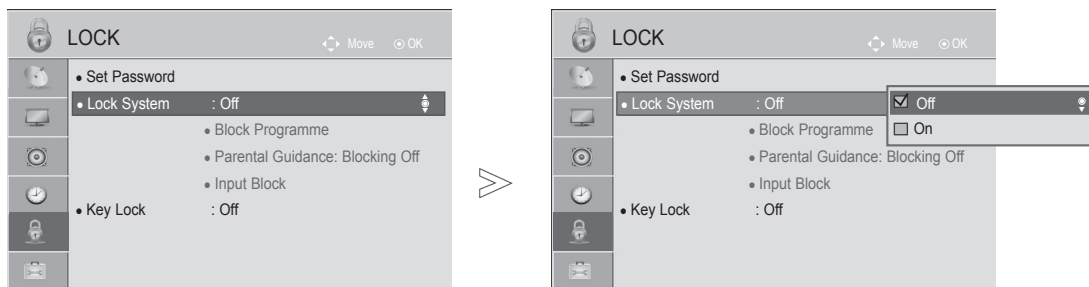 LOCK
Move
OK
• Set Password
• Lock System : Off
• Block Programme
• Parental Guidance: Blocking Off
• Input Block
• Key Lock : Off
LOCK
Move
OK
• Set Password
• Lock System : Off
Off
• Block Programme
On
• Parental Guidance: Blocking Off
• Input Block
• Key Lock : Off